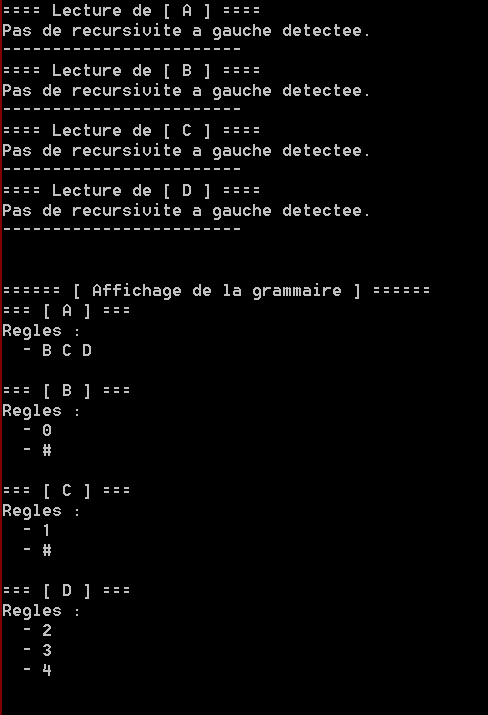 ==== Lecture de [ A ] ====
Pas de recursivite a gauche detectee.
------------------------
==== Lecture de [ B ] ====
Pas de recursivite a gauche detectee.
------------------------
==== Lecture de [ C ] ====
Pas de recursivite a gauche detectee.
------------------------
==== Lecture de [ D ] ====
Pas de recursivite a gauche detectee.
------------------------
====== [ Affichage de la grammaire ] ======
=== [ A ] ===
Regles :
  - B C D
=== [ B ] ===
Regles :
  - 0
  - #
=== [ C ] ===
Regles :
  - 1
  - #
=== [ D ] ===
Regles :
  - 2
  - 3
  - 4